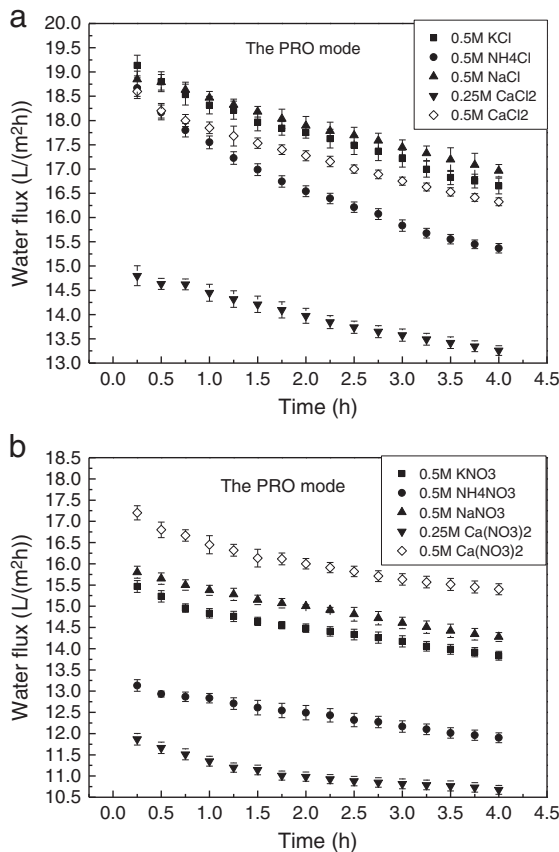 a
The PRO mode
0.5M KCl
0.5M NH4Cl
0.5M NaCl
0.25M CaCl2
0.5M CaCl2
Water flux (L/(m2h))
20.0
19.5
19.0
18.5
18.0
17.5
17.0
16.5
16.0
15.5
15.0
14.5
14.0
13.5
13.0
0.0 0.5 1.0 1.5 2.0 2.5 3.0 3.5 4.0 4.5
Time (h)
b
The PRO mode
0.5M KNO3
0.5M NH4NO3
0.5M NaNO3
0.25M Ca(NO3)2
0.5M Ca(NO3)2
Water flux (L/(m2h))
18.5
18.0
17.5
17.0
16.5
16.0
15.5
15.0
14.5
14.0
13.5
13.0
12.5
12.0
11.5
11.0
10.5
0.0 0.5 1.0 1.5 2.0 2.5 3.0 3.5 4.0 4.5
Time (h)